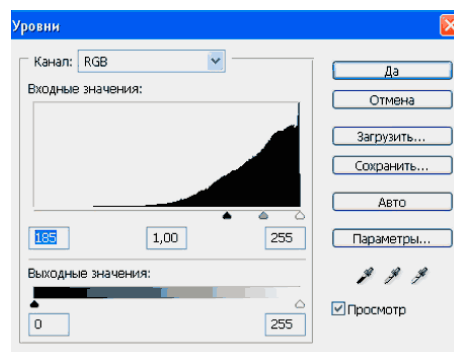 Уровни
Канал: RGB
Да
Входные значения:
Отмена
Загрузить...
Сохранить...
Авто
185 1,00 255
Параметры...
Выходные значения:
Просмотр
0 255